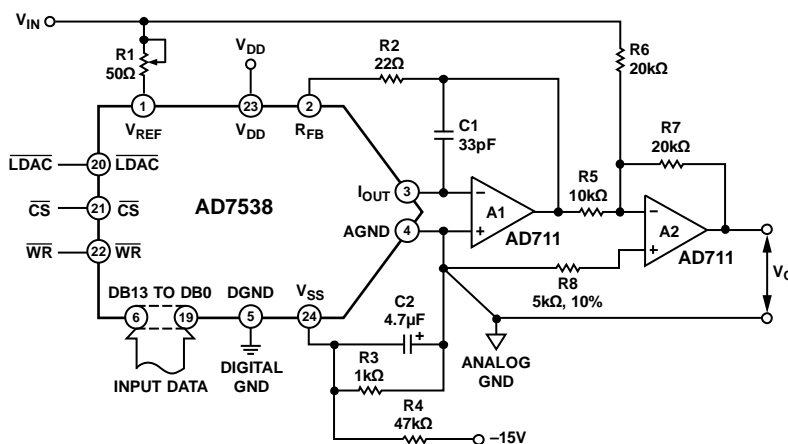 VIN
R1
50Ω
VDD
R2
22Ω
R6
20kΩ
1
23
2
VREF
VDD
RFB
C1
33pF
R7
20kΩ
LDAC
20
LDAC
AD7538
IOUT
3
R5
10kΩ
CS
21
CS
A1
AD711
A2
AD711
AGND
4
WR
22
WR
R8
5kΩ, 10%
VO
DB13 TO DB0
DGND
VSS
6
19
5
24
C2
4.7µF
ANALOG
GND
INPUT DATA
DIGITAL
GND
R3
1kΩ
R4
47kΩ
–15V